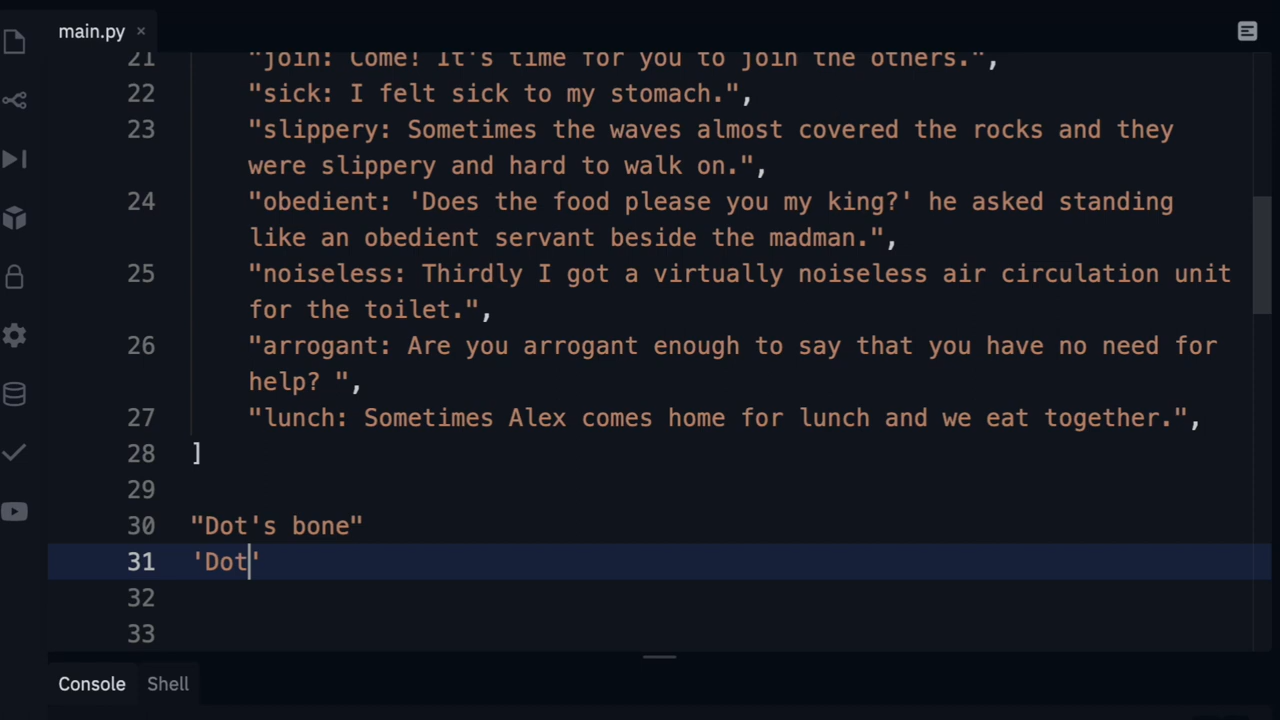 main.py ×
21 "join: Come! It's time for you to join the others.",
22 "sick: I felt sick to my stomach.",
23 "slippery: Sometimes the waves almost covered the rocks and they
were slippery and hard to walk on.",
24 "obedient: 'Does the food please you my king?' he asked standing
like an obedient servant beside the madman.",
25 "noiseless: Thirdly I got a virtually noiseless air circulation unit
for the toilet.",
26 "arrogant: Are you arrogant enough to say that you have no need for
help? ",
27 "lunch: Sometimes Alex comes home for lunch and we eat together.",
28 ]
29
30 "Dot's bone"
31 'Dot'
32
33
Console Shell